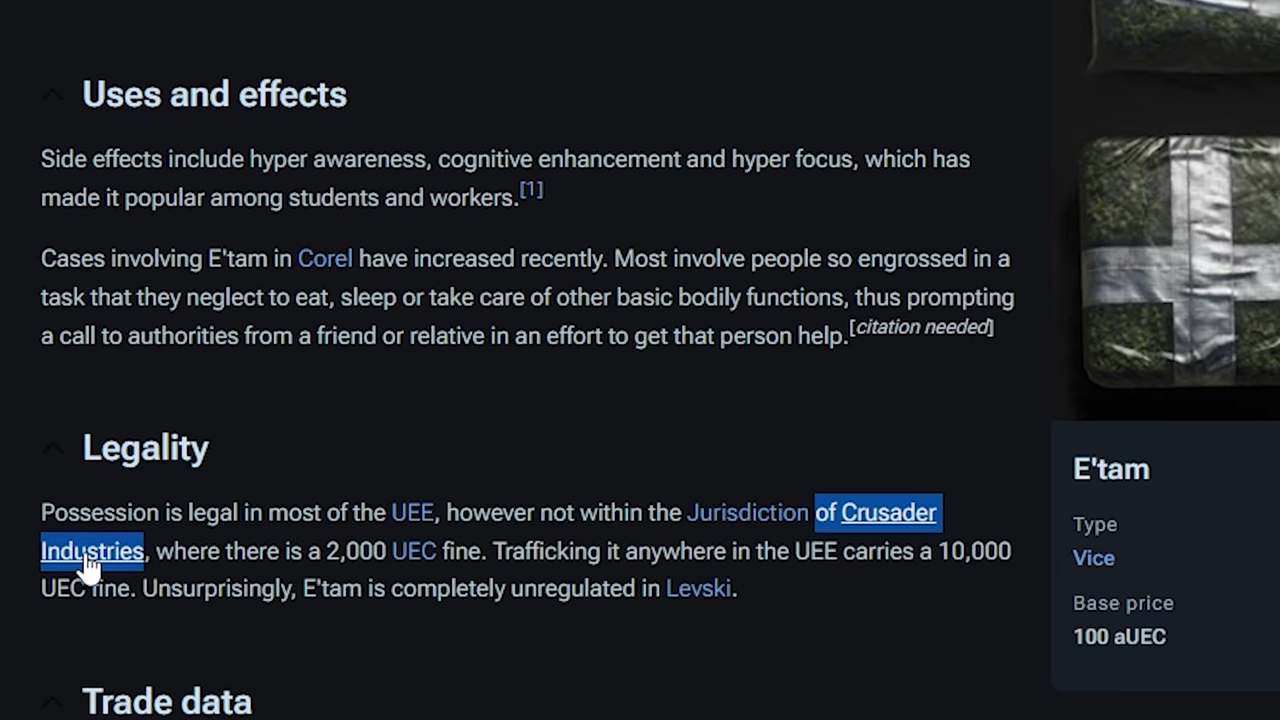 Uses and effects
Side effects include hyper awareness, cognitive enhancement and hyper focus, which has
made it popular among students and workers.[1]
Cases involving E'tam in Corel have increased recently. Most involve people so engrossed in a
task that they neglect to eat, sleep or take care of other basic bodily functions, thus prompting
a call to authorities from a friend or relative in an effort to get that person help.[citation needed]
Legality
Possession is legal in most of the UEE, however not within the Jurisdiction of Crusader
Industries, where there is a 2,000 UEC fine. Trafficking it anywhere in the UEE carries a 10,000
UEC fine. Unsurprisingly, E'tam is completely unregulated in Levski.
Trade data
E'tam
Type
Vice
Base price
100 aUEC